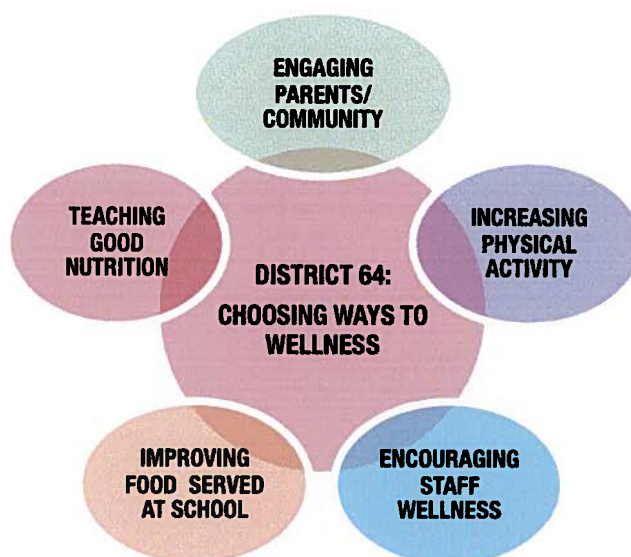 ENGAGING
PARENTS/
COMMUNITY
TEACHING
GOOD
NUTRITION
INCREASING
PHYSICAL
ACTIVITY
DISTRICT 64:
CHOOSING WAYS TO
WELLNESS
IMPROVING
FOOD SERVED
AT SCHOOL
ENCOURAGING
STAFF
WELLNESS